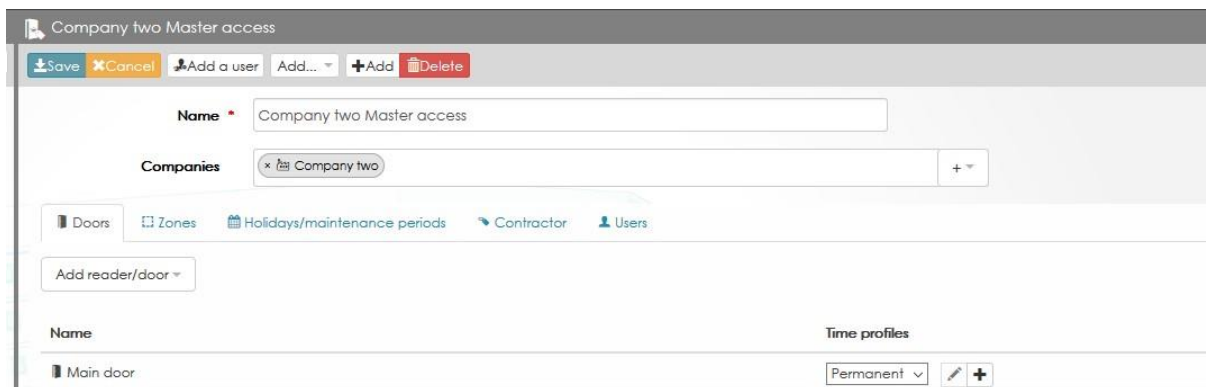 Company two Master access
Save Cancel Add a user Add... Add Delete
Name * Company two Master access
Companies × Company two +
Doors Zones Holidays/maintenance periods Contractor Users
Add reader/door
Name Time profiles
Main door Permanent